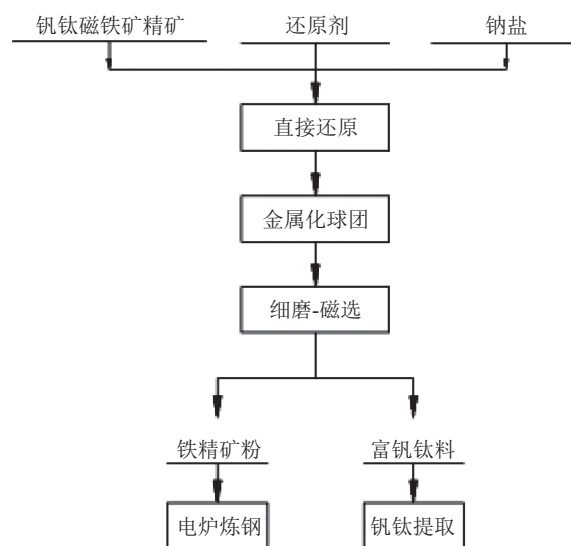 钒钛磁铁矿精矿
还原剂
钠盐
直接还原
金属化球团
细磨-磁选
铁精矿粉
富钒钛料
电炉炼钢
钒钛提取